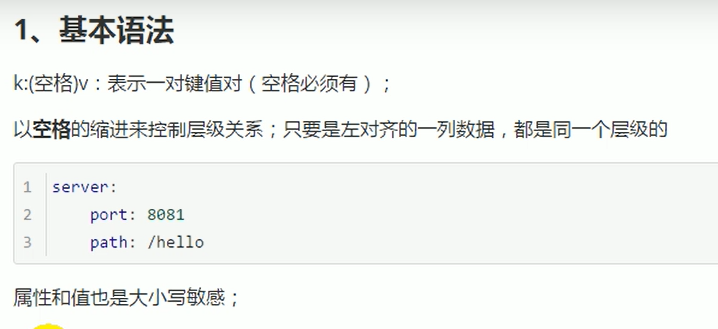 1、基本语法
k:(空格)v：表示一对键值对（空格必须有）；
以空格的缩进来控制层级关系；只要是左对齐的一列数据，都是同一个层级的
1 server:
2     port: 8081
3     path: /hello
属性和值也是大小写敏感；